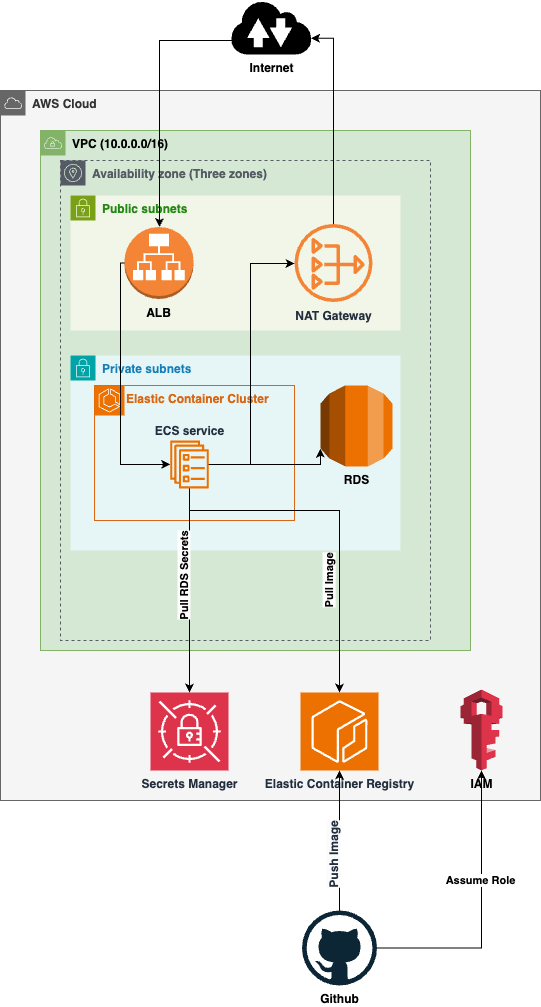 Internet
AWS Cloud
VPC (10.0.0.0/16)
Availability zone (Three zones)
Public subnets
ALB
NAT Gateway
Private subnets
Elastic Container Cluster
ECS service
RDS
Pull RDS Secrets
Pull Image
Secrets Manager
Elastic Container Registry
IAM
Push Image
Assume Role
Github